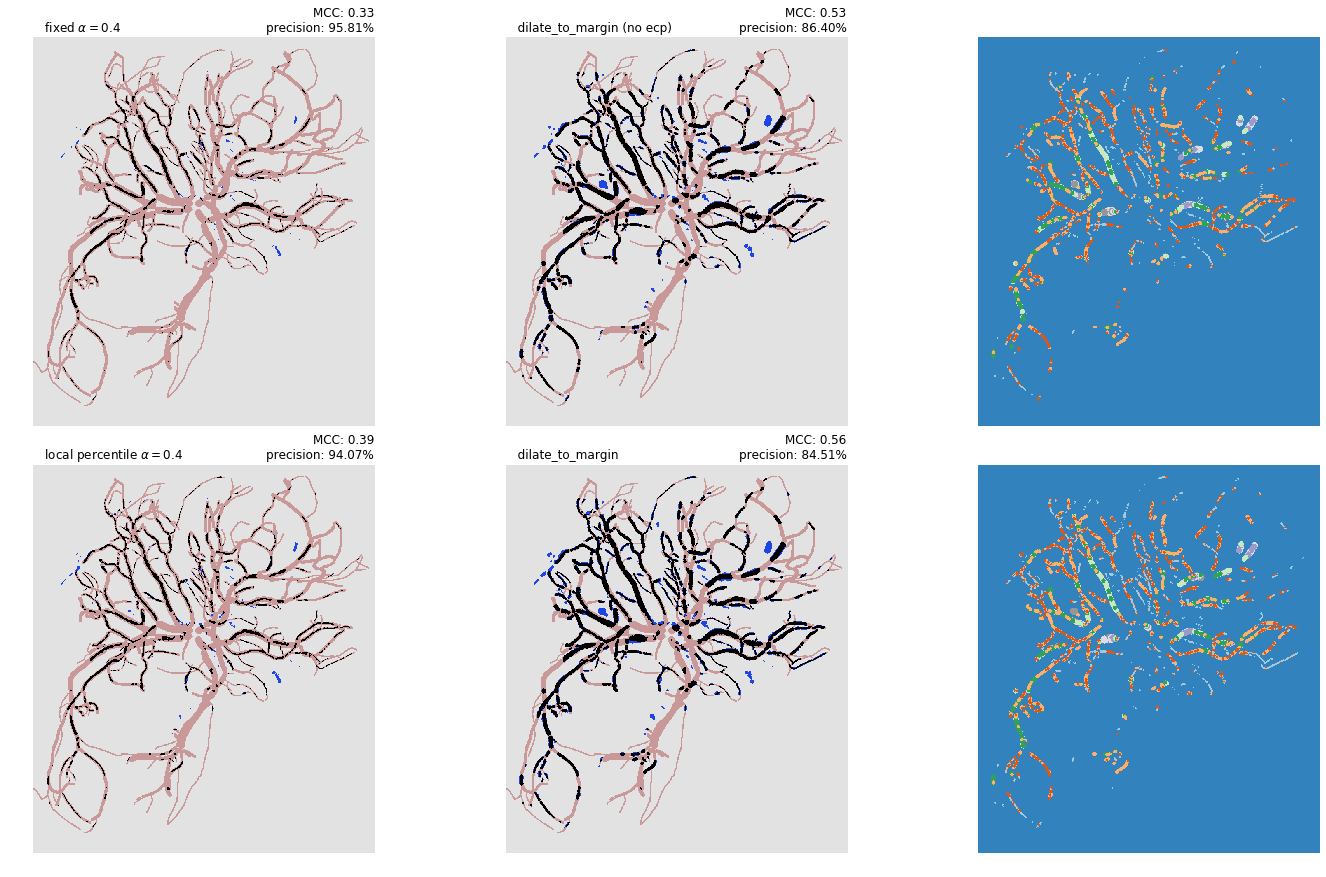 MCC: 0.33
fixed α = 0.4 precision: 95.81%
MCC: 0.53
dilate_to_margin (no ecp) precision: 86.40%
MCC: 0.39
local percentile α = 0.4 precision: 94.07%
MCC: 0.56
dilate_to_margin precision: 84.51%